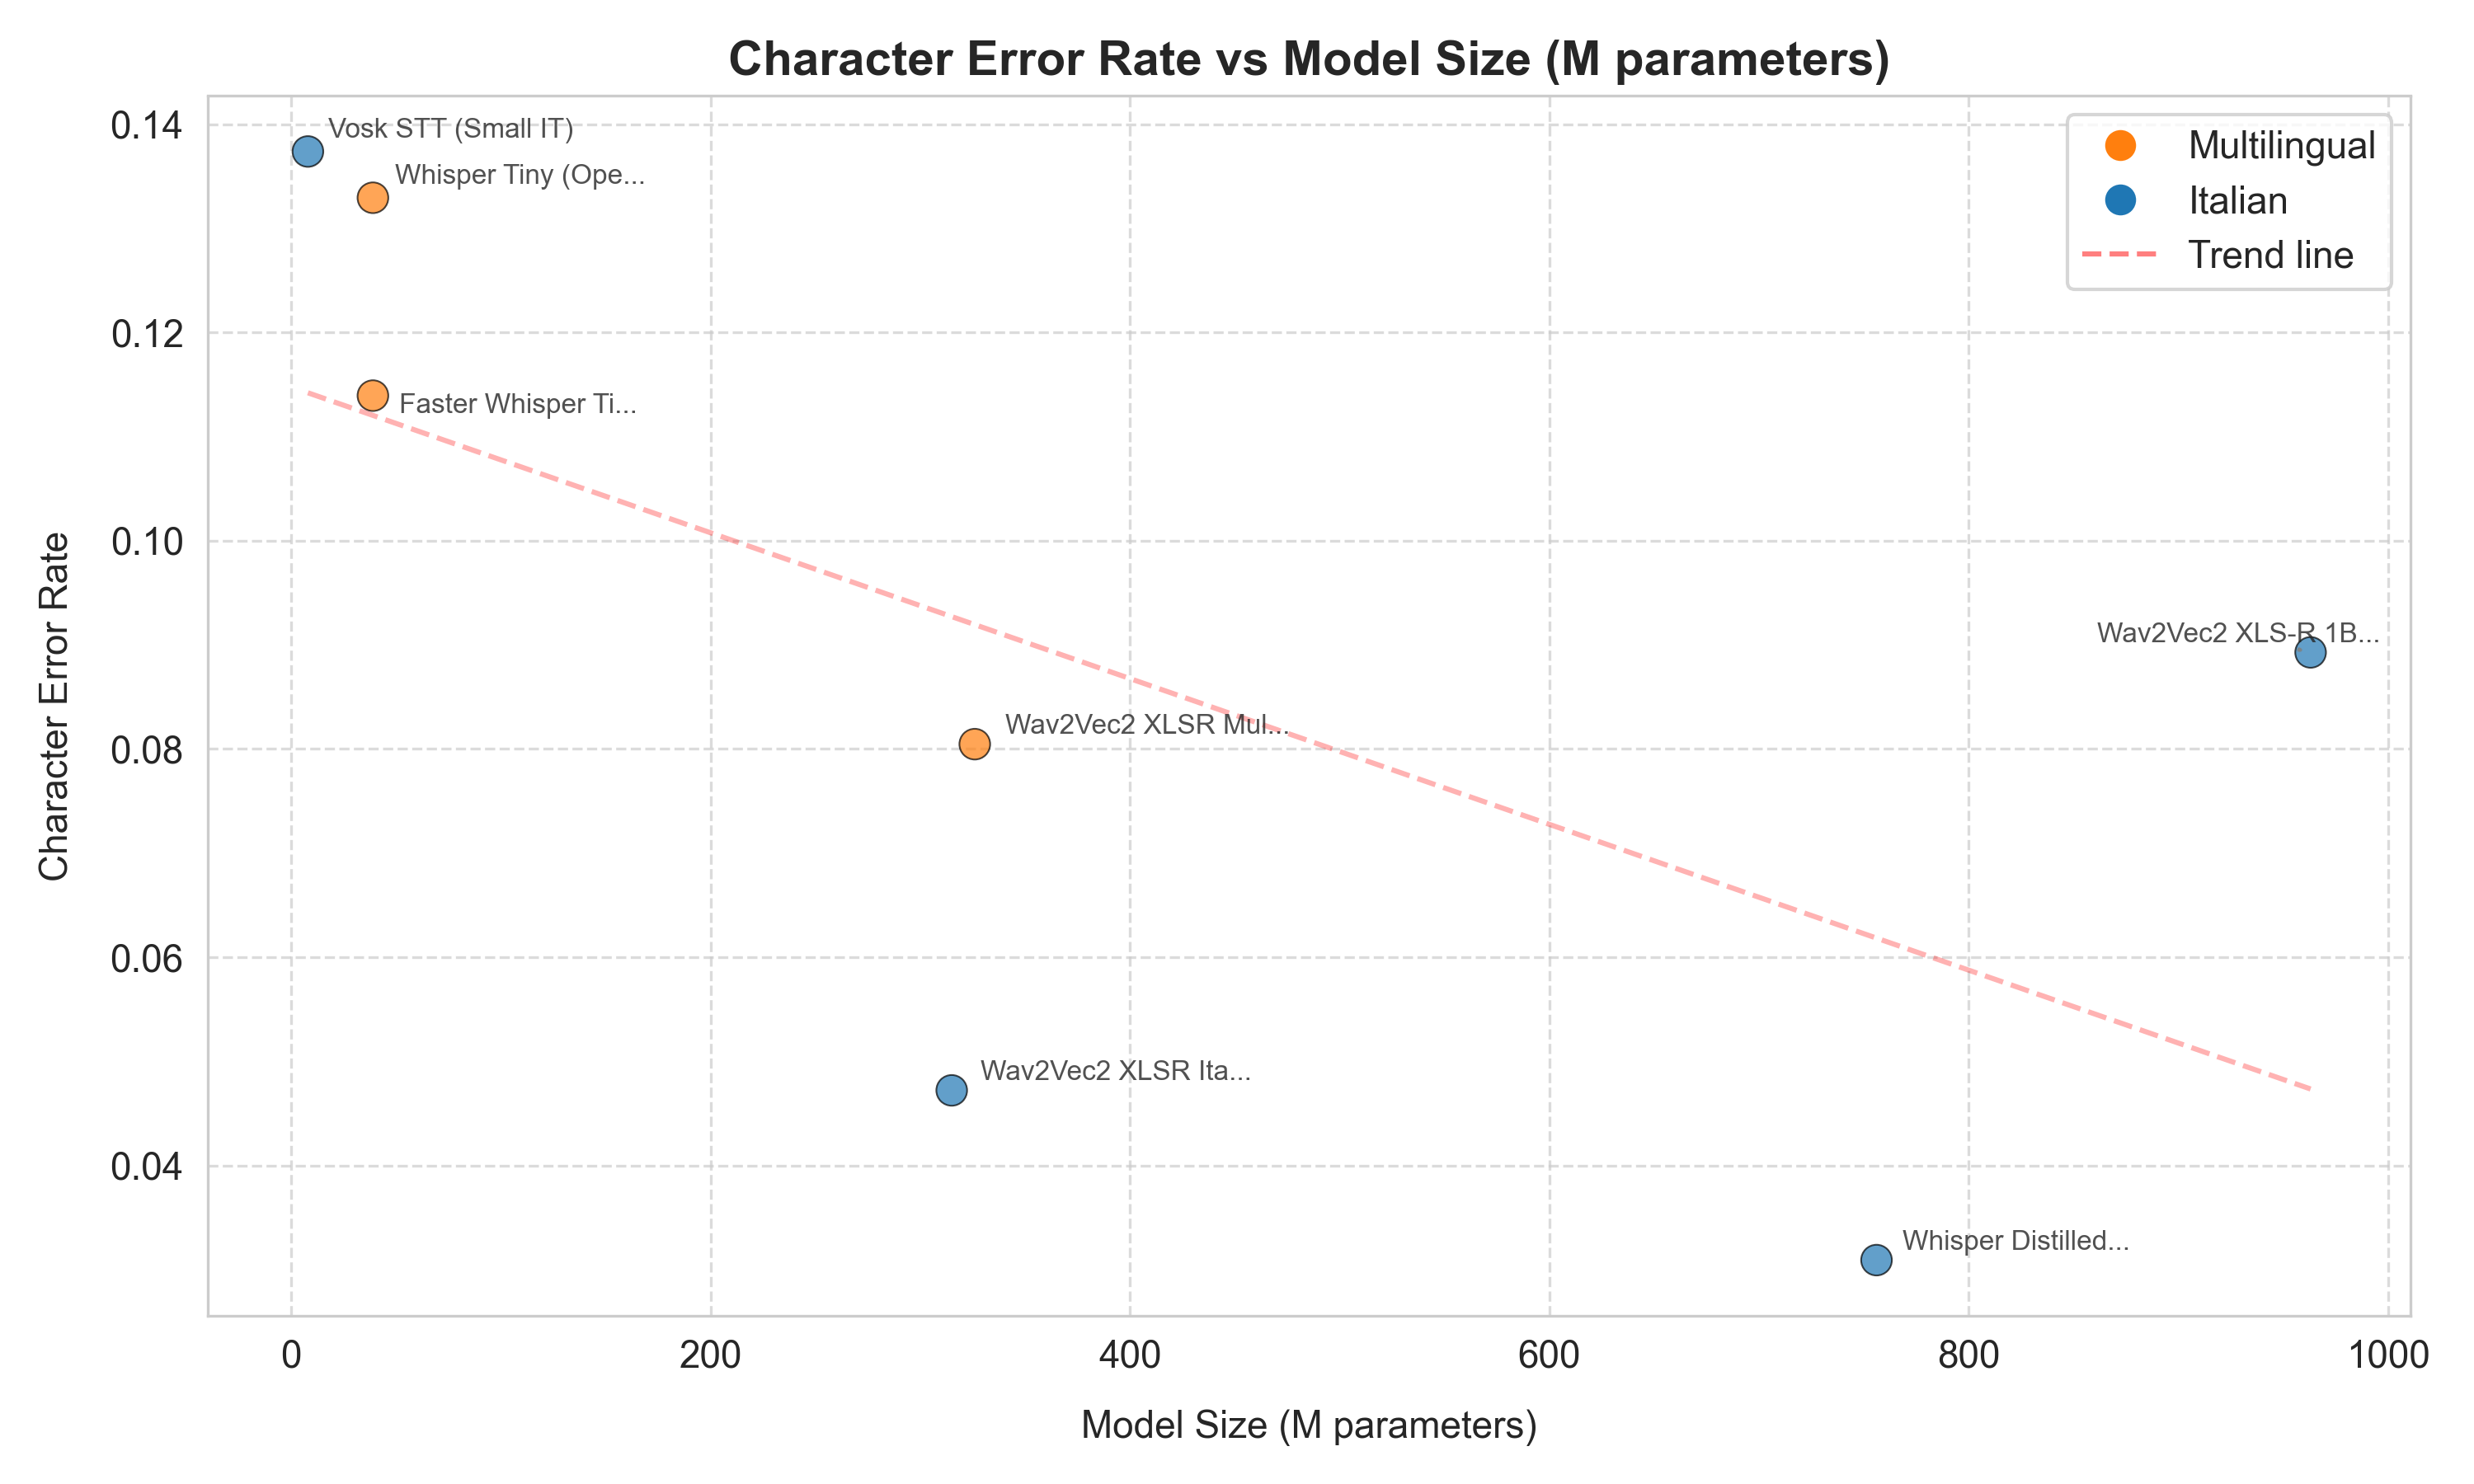 Character Error Rate vs Model Size (M parameters)
Multilingual
Italian
Trend line
Vosk STT (Small IT)
Whisper Tiny (Ope...
Faster Whisper Ti...
Wav2Vec2 XLS-R 1B...
Wav2Vec2 XLSR Mul...
Wav2Vec2 XLSR Ita...
Whisper Distilled...
Character Error Rate
0.14
0.12
0.10
0.08
0.06
0.04
0 200 400 600 800 1000
Model Size (M parameters)